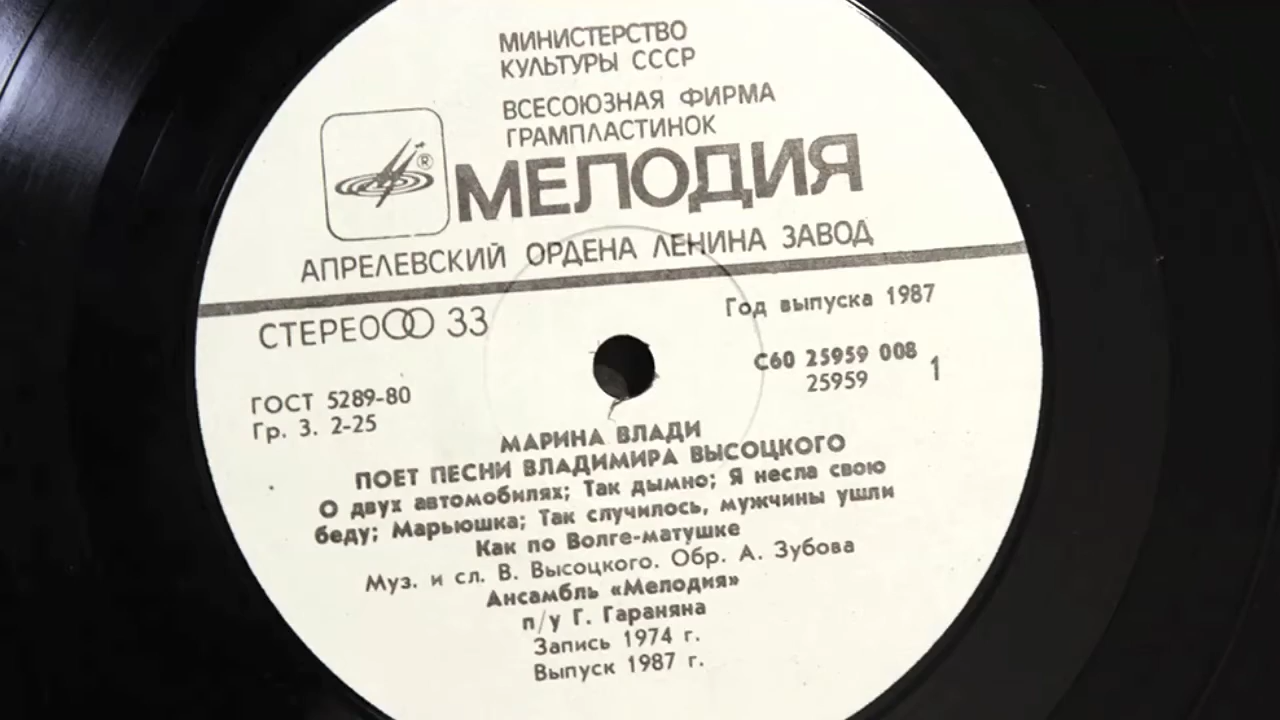 МИНИСТЕРСТВО
КУЛЬТУРЫ СССР
ВСЕСОЮЗНАЯ ФИРМА
ГРАМПЛАСТИНОК
®
МЕЛОДИЯ
АПРЕЛЕВСКИЙ ОРДЕНА ЛЕНИНА ЗАВОД
СТЕРЕО 33
Год выпуска 1987
С60 25959 008
25959 1
ГОСТ 5289-80
Гр. 3. 2-25
МАРИНА ВЛАДИ
ПОЕТ ПЕСНИ ВЛАДИМИРА ВЫСОЦКОГО
О двух автомобилях; Так дымно; Я несла свою
беду; Марьюшка; Так случилось, мужчины ушли
Как по Волге-матушке
Муз. и сл. В. Высоцкого. Обр. А. Зубова
Ансамбль «Мелодия»
п/у Г. Гараняна
Запись 1974 г.
Выпуск 1987 г.